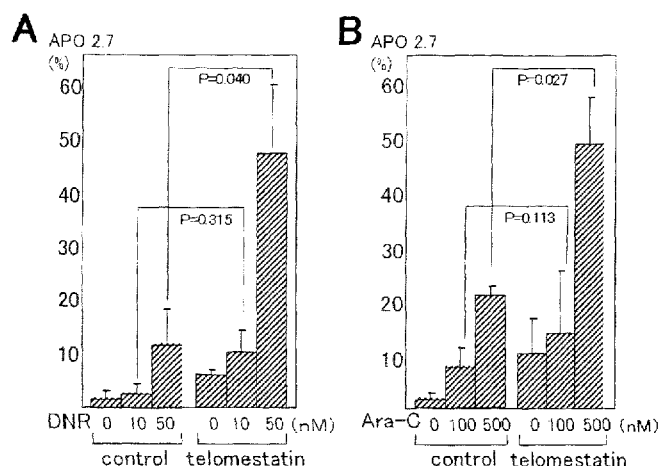 A
APO 2.7
(%)
60
50
40
30
20
10
P=0.040
P=0.315
DNR 0 10 50 0 10 50 (nM)
control telomestatin
B
APO 2.7
(%)
60
50
40
30
20
10
P=0.027
P=0.113
Ara-C 0 100 500 0 100 500 (nM)
control telomestatin